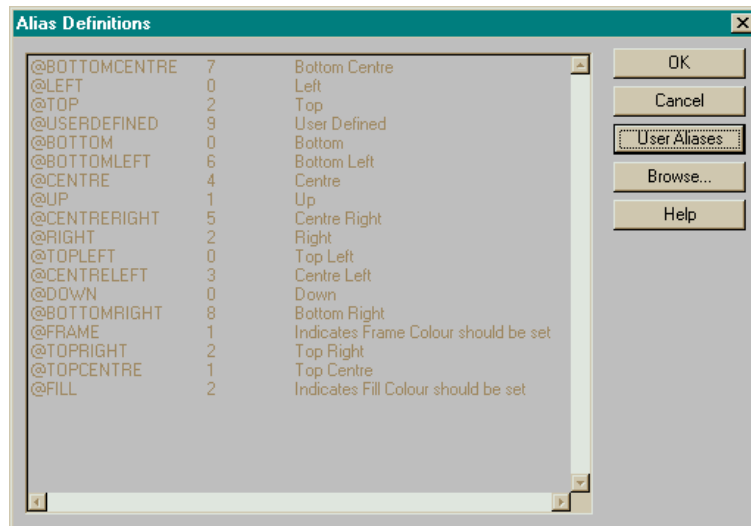 Alias Definitions
@BOTTOMCENTRE 7 Bottom Centre
@LEFT 0 Left
@TOP 2 Top
@USERDEFINED 9 User Defined
@BOTTOM 0 Bottom
@BOTTOMLEFT 6 Bottom Left
@CENTRE 4 Centre
@UP 1 Up
@CENTRERIGHT 5 Centre Right
@RIGHT 2 Right
@TOPLEFT 0 Top Left
@CENTRELEFT 3 Centre Left
@DOWN 0 Down
@BOTTOMRIGHT 8 Bottom Right
@FRAME 1 Indicates Frame Colour should be set
@TOPRIGHT 2 Top Right
@TOPCENTRE 1 Top Centre
@FILL 2 Indicates Fill Colour should be set
OK
Cancel
User Aliases
Browse...
Help